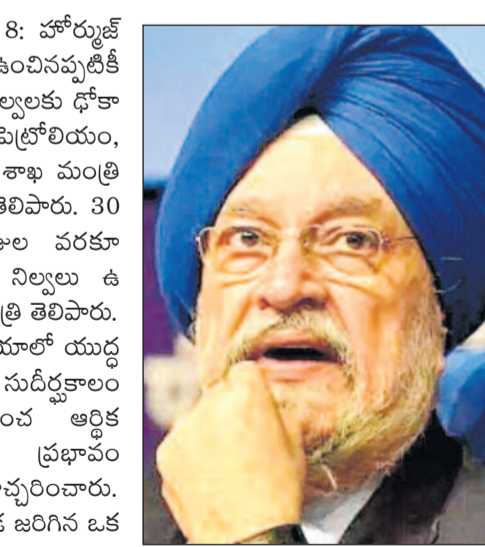 8: హోర్ముజ్
ఉంచినప్పటికీ
ల్వలకు ఢోకా
పెట్రోలియం,
శాఖ మంత్రి
తెలిపారు. 30
జుల వరకూ
నిల్వలు ఉ
త్రి తెలిపారు.
యాలో యుద్ధ
సుదీర్ఘకాలం
ంచ ఆర్థిక
ప్రభావం
చ్చరించారు.
డ జరిగిన ఒక